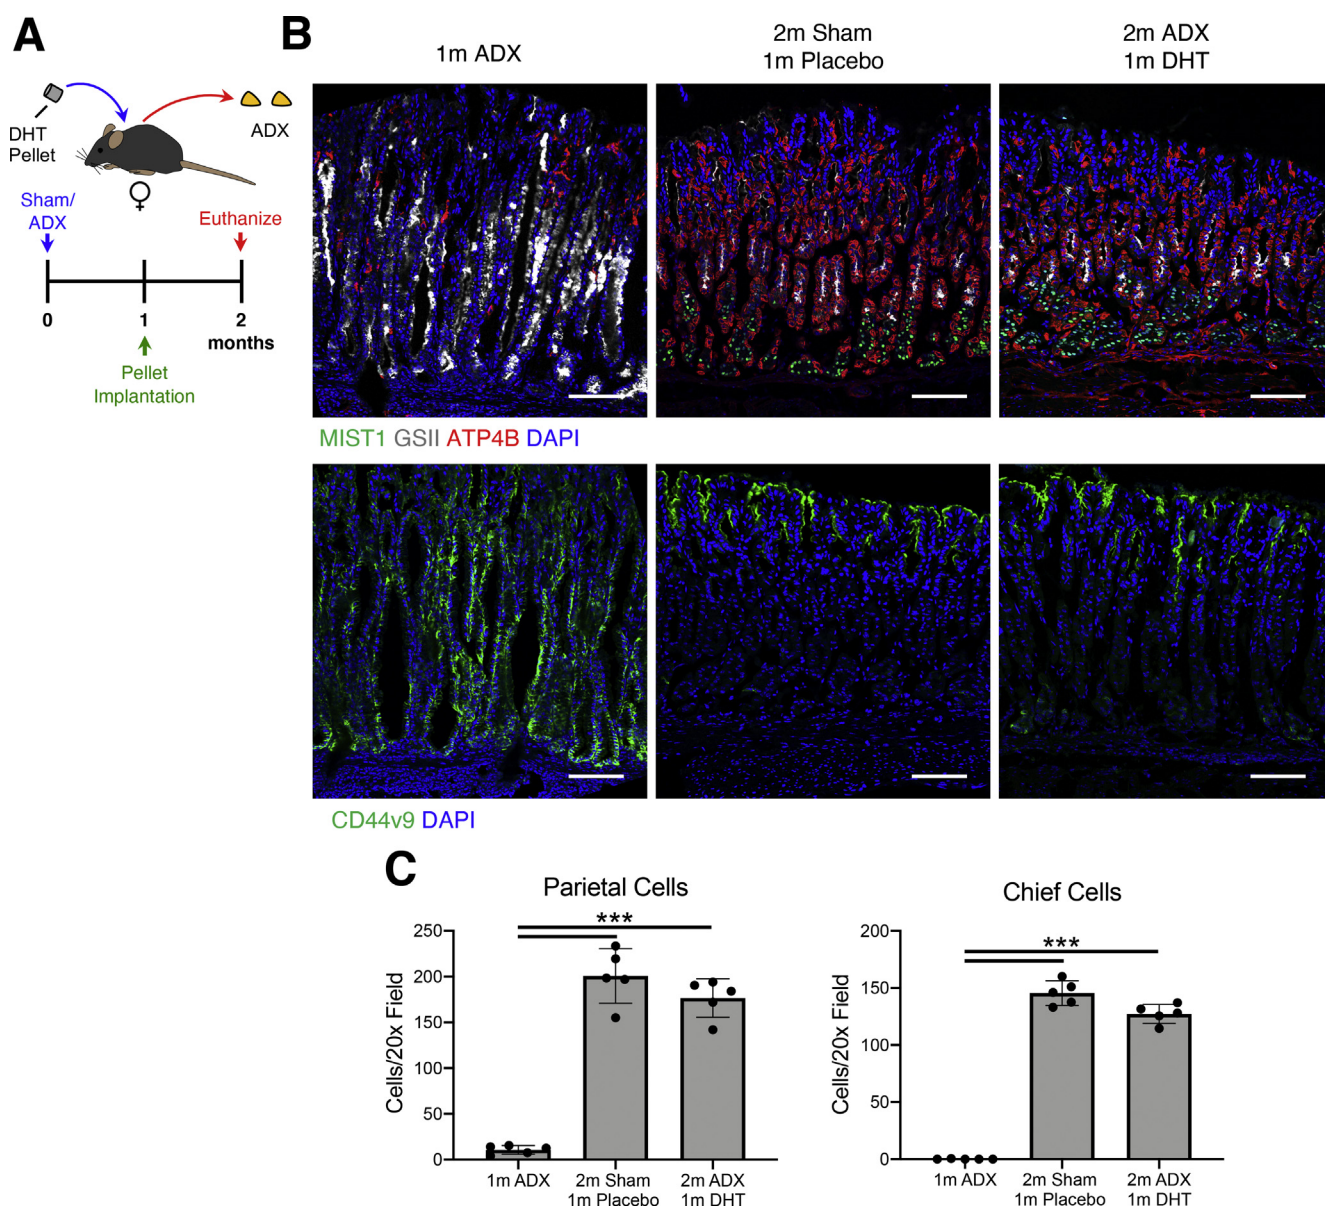 A
DHT
Pellet
ADX
♀
Sham/
ADX
Euthanize
0
1
2
months
Pellet
Implantation
B
1m ADX
2m Sham
1m Placebo
2m ADX
1m DHT
MIST1 GSII ATP4B DAPI
CD44v9 DAPI
C
Parietal Cells
***
Cells/20x Field
250
200
150
100
50
0
1m ADX
2m Sham
1m Placebo
2m ADX
1m DHT
Chief Cells
***
Cells/20x Field
200
150
100
50
0
1m ADX
2m Sham
1m Placebo
2m ADX
1m DHT